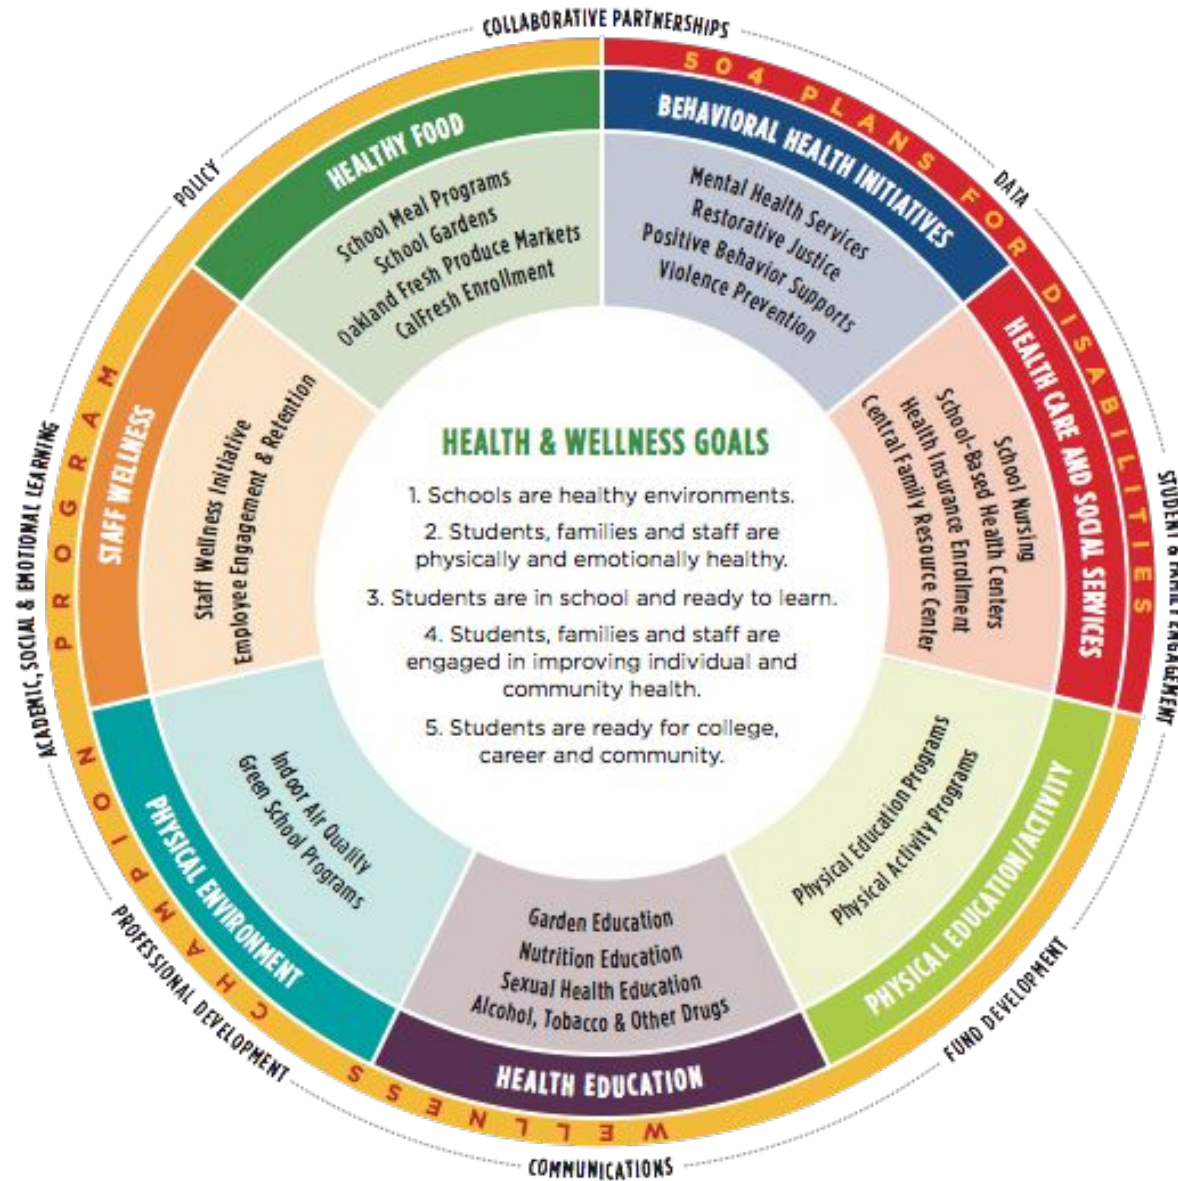 COLLABORATIVE PARTNERSHIPS
DATA
STUDENT & FAMILY ENGAGEMENT
FUND DEVELOPMENT
COMMUNICATIONS
PROFESSIONAL DEVELOPMENT
ACADEMIC, SOCIAL & EMOTIONAL LEARNING
POLICY
504 PLANS FOR DISABILITIES
WELLNESS CHAMPION PROGRAM
HEALTHY FOOD
School Meal Programs
School Gardens
Oakland Fresh Produce Markets
CalFresh Enrollment
BEHAVIORAL HEALTH INITIATIVES
Mental Health Services
Restorative Justice
Positive Behavior Supports
Violence Prevention
HEALTH CARE AND SOCIAL SERVICES
School Nursing
School-Based Health Centers
Health Insurance Enrollment
Central Family Resource Center
PHYSICAL EDUCATION/ACTIVITY
Physical Education Programs
Physical Activity Programs
HEALTH EDUCATION
Garden Education
Nutrition Education
Sexual Health Education
Alcohol, Tobacco & Other Drugs
PHYSICAL ENVIRONMENT
Indoor Air Quality
Green School Programs
STAFF WELLNESS
Staff Wellness Initiative
Employee Engagement & Retention
HEALTH & WELLNESS GOALS
1. Schools are healthy environments.
2. Students, families and staff are
physically and emotionally healthy.
3. Students are in school and ready to learn.
4. Students, families and staff are
engaged in improving individual and
community health.
5. Students are ready for college,
career and community.